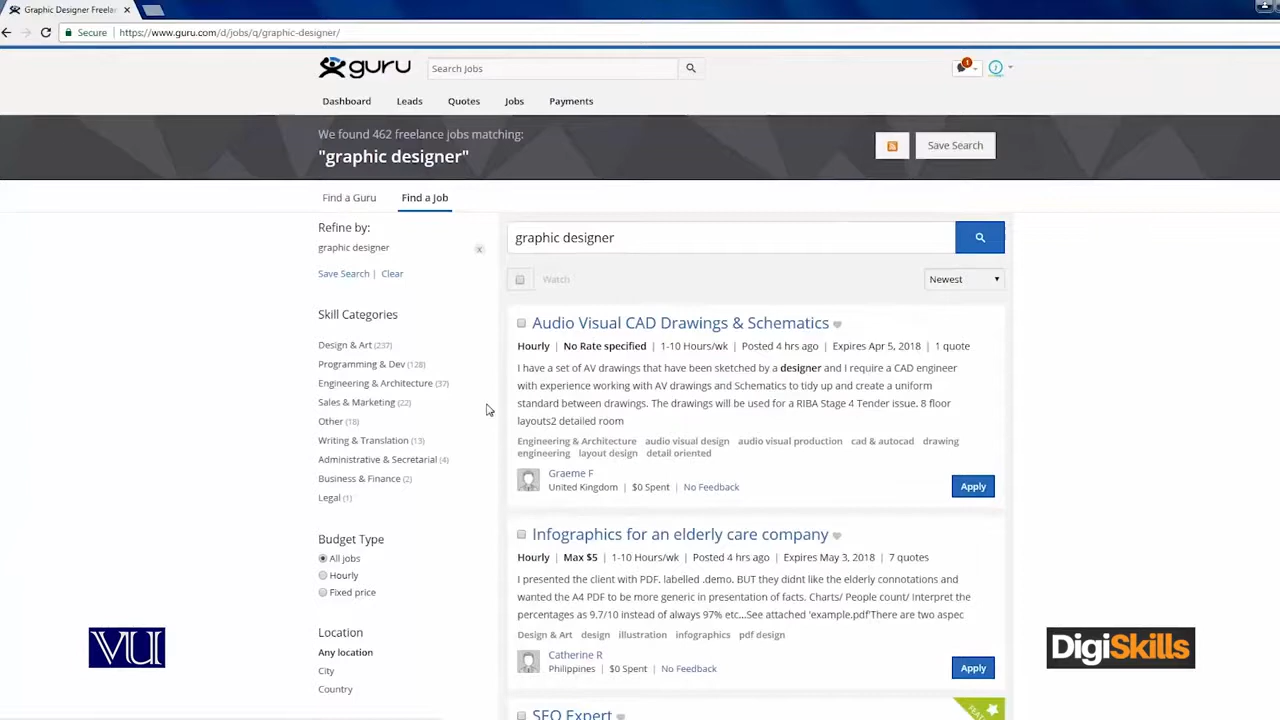 Graphic Designer Freelan
Secure
https://www.guru.com/d/jobs/q/graphic-designer/
guru
Search Jobs
1
Dashboard Leads Quotes Jobs Payments
We found 462 freelance jobs matching:
"graphic designer"
Save Search
Find a Guru Find a Job
Refine by:
graphic designer x
Save Search | Clear
Skill Categories
Design & Art (237)
Programming & Dev (128)
Engineering & Architecture (37)
Sales & Marketing (22)
Other (18)
Writing & Translation (13)
Administrative & Secretarial (4)
Business & Finance (2)
Legal (1)
Budget Type
All jobs
Hourly
Fixed price
Location
Any location
City
Country
graphic designer
Watch
Newest
Audio Visual CAD Drawings & Schematics
Hourly | No Rate specified | 1-10 Hours/wk | Posted 4 hrs ago | Expires Apr 5, 2018 | 1 quote
I have a set of AV drawings that have been sketched by a designer and I require a CAD engineer
with experience working with AV drawings and Schematics to tidy up and create a uniform
standard between drawings. The drawings will be used for a RIBA Stage 4 Tender issue. 8 floor
layouts2 detailed room
Engineering & Architecture audio visual design audio visual production cad & autocad drawing
engineering layout design detail oriented
Graeme F
United Kingdom | $0 Spent | No Feedback
Apply
Infographics for an elderly care company
Hourly | Max $5 | 1-10 Hours/wk | Posted 4 hrs ago | Expires May 3, 2018 | 7 quotes
I presented the client with PDF. labelled .demo. BUT they didnt like the elderly connotations and
wanted the A4 PDF to be more generic in presentation of facts. Charts/ People count/ Interpret the
percentages as 9.7/10 instead of always 97% etc...See attached 'example.pdf'There are two aspec
Design & Art design illustration infographics pdf design
Catherine R
Philippines | $0 Spent | No Feedback
Apply
SEO Expert
VU
DigiSkills